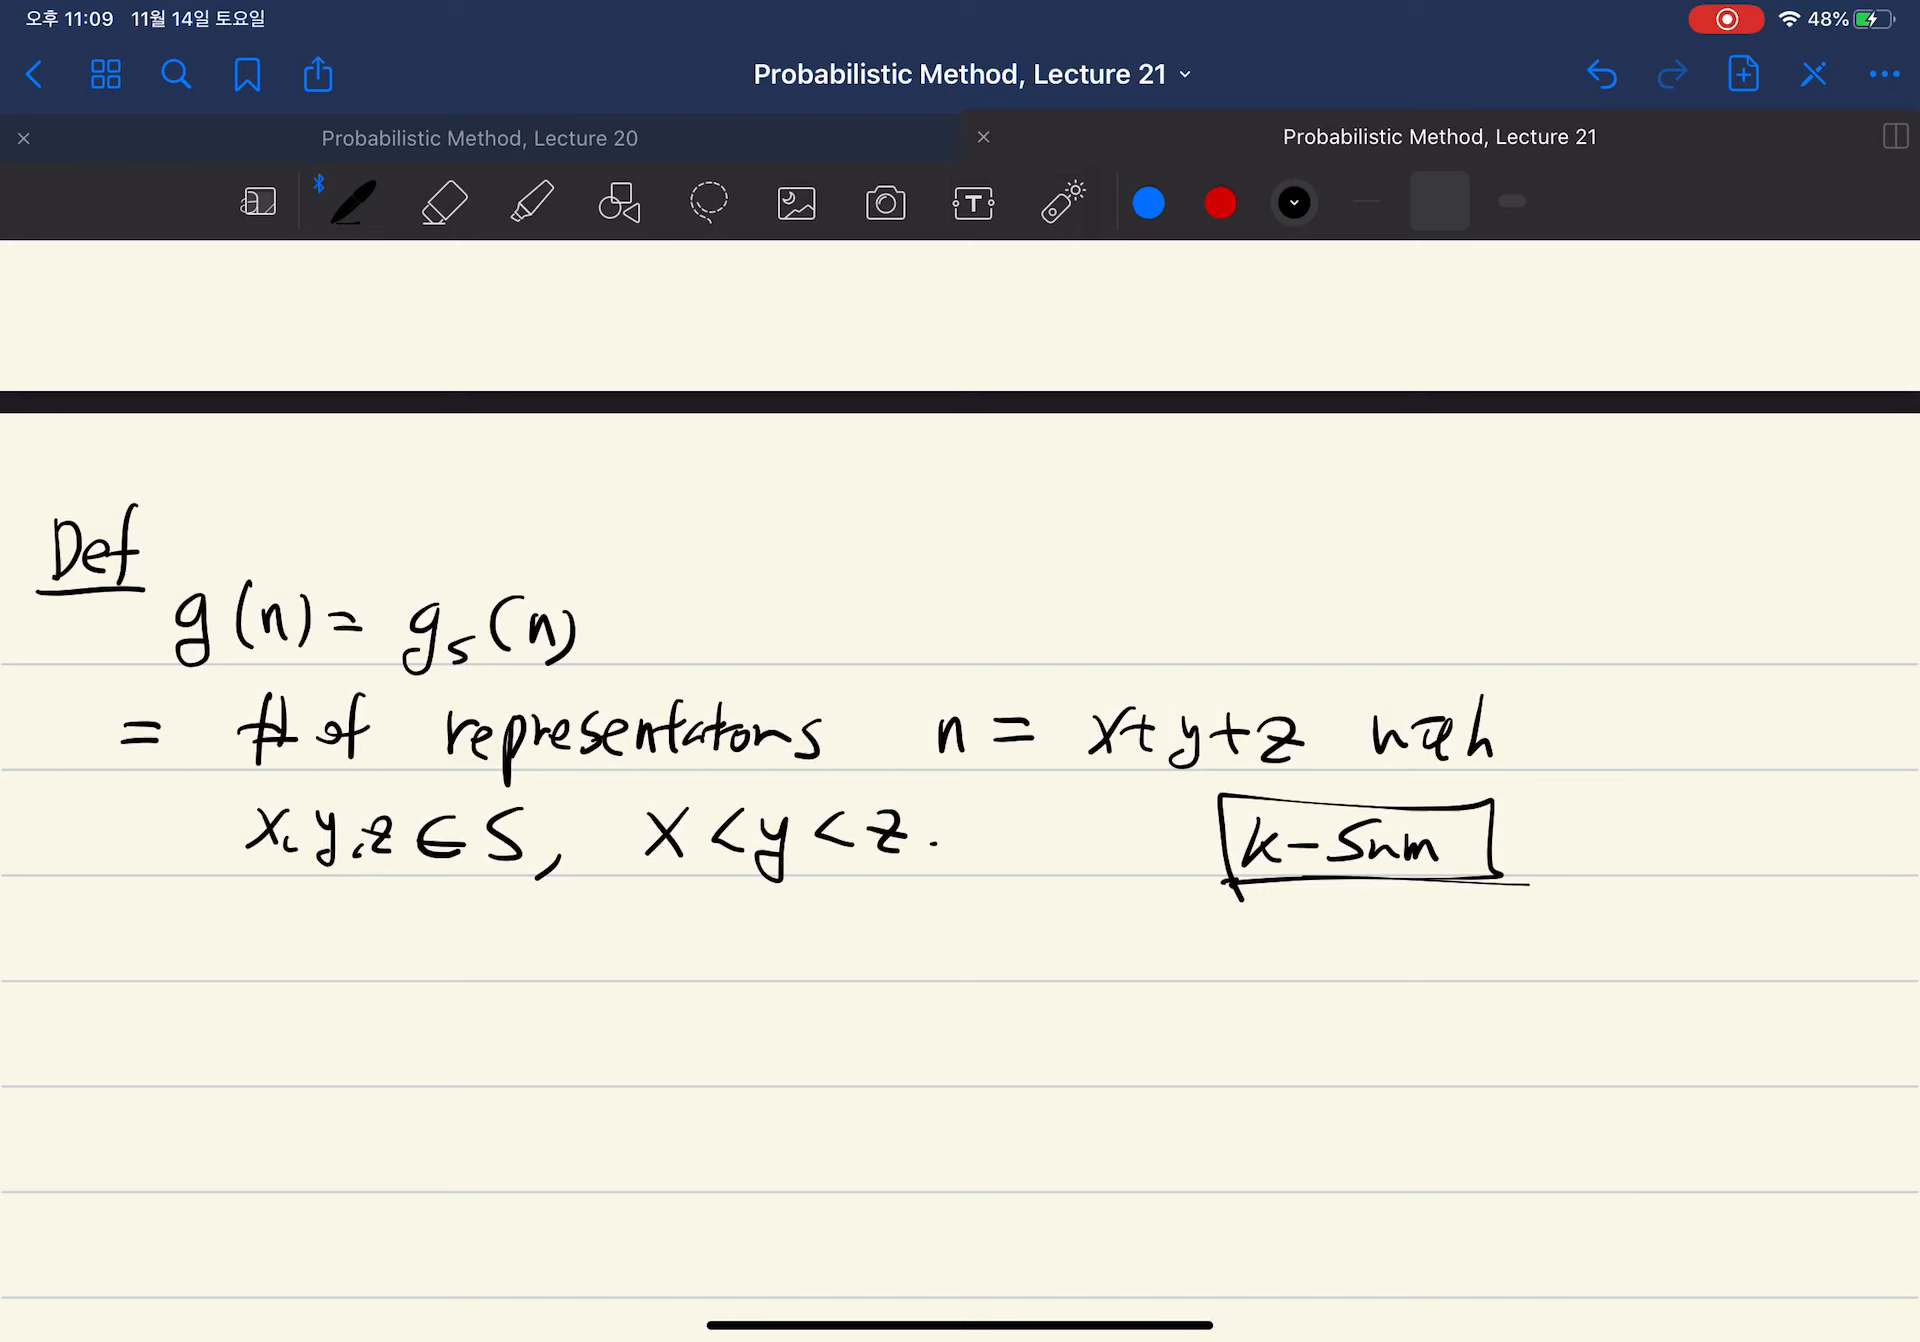 오후 11:09 11월 14일 토요일 48%
Probabilistic Method, Lecture 21
Probabilistic Method, Lecture 20 Probabilistic Method, Lecture 21
Def
g(n) = g_S(n)
= # of representations n = x+y+z with
x, y, z ∈ S, x < y < z.
k-Sum